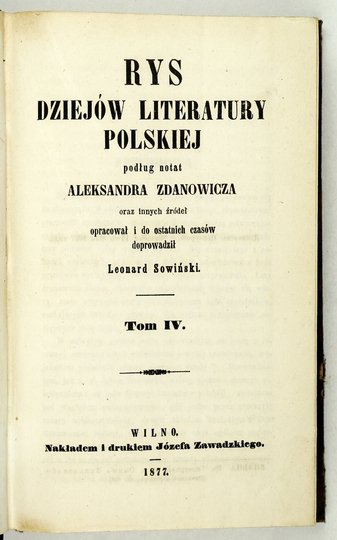 RYS
DZIEJÓW LITERATURY
POLSKIEJ
podług notat
ALEKSANDRA ZDANOWICZA
oraz innych źródeł
opracował i do ostatnich czasów
doprowadził
Leonard Sowiński.
Tom IV.
WILNO.
Nakładem i drukiem Józefa Zawadzkiego.
1877.